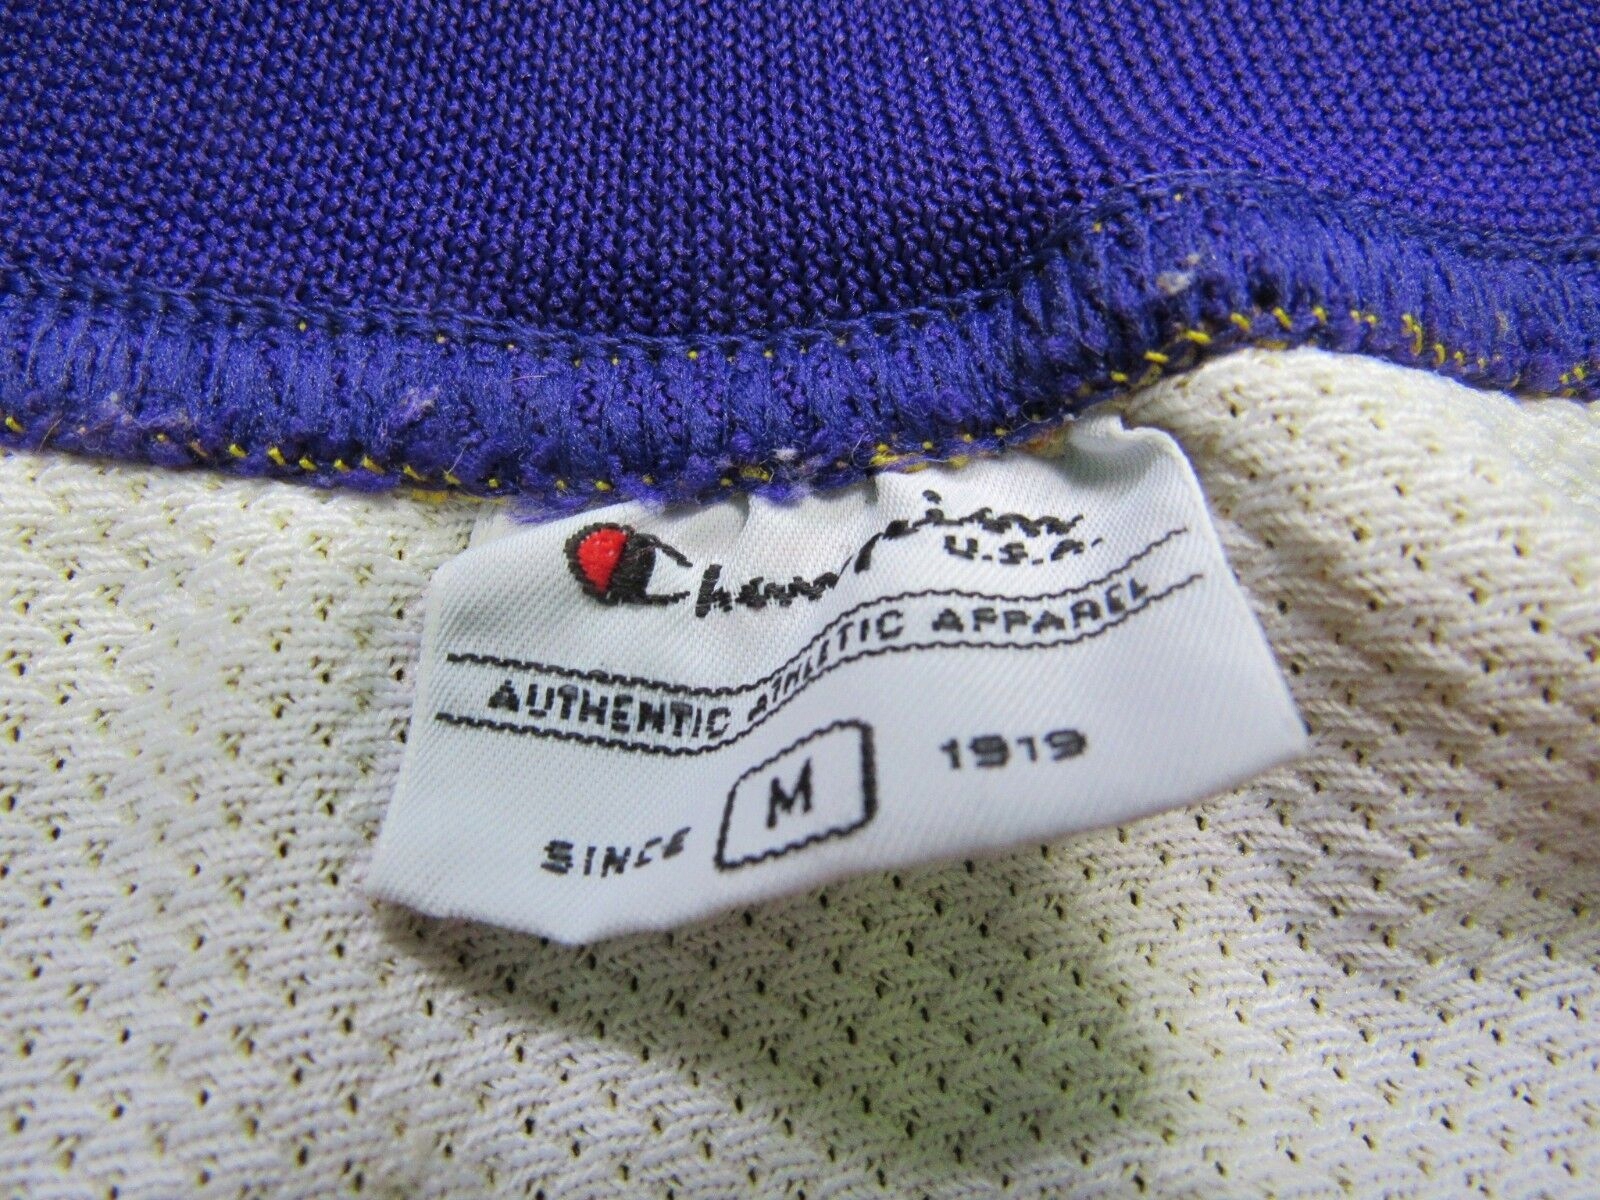 Champion
U.S.A.
AUTHENTIC ATHLETIC APPAREL
SINCE M 1919